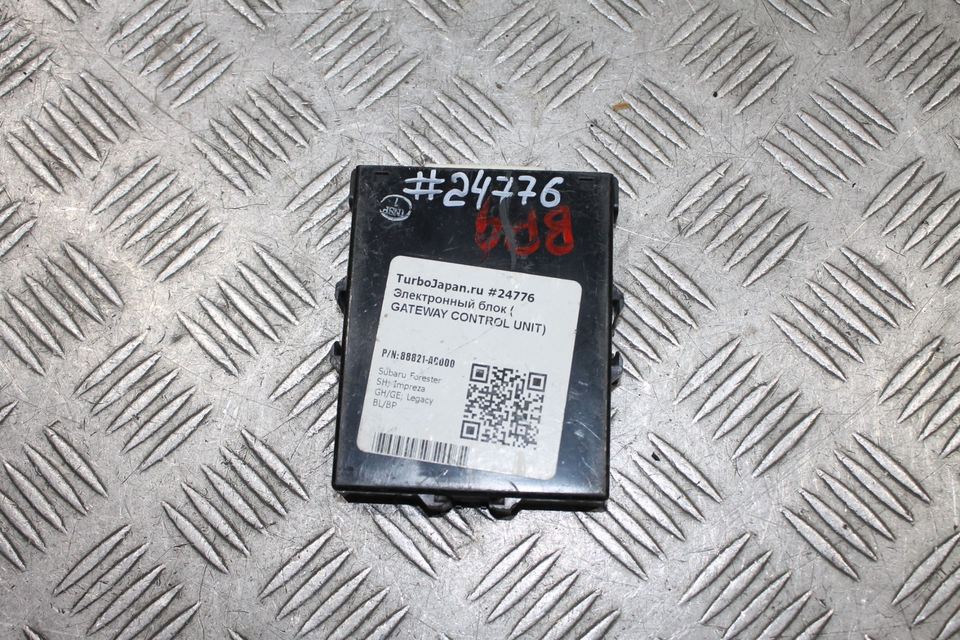 #24776
BE9
TurboJapan.ru #24776
Электронный блок (
GATEWAY CONTROL UNIT)
P/N:88821-AG000
Subaru Forester
SH; Impreza
GH/GE; Legacy
BL/BP